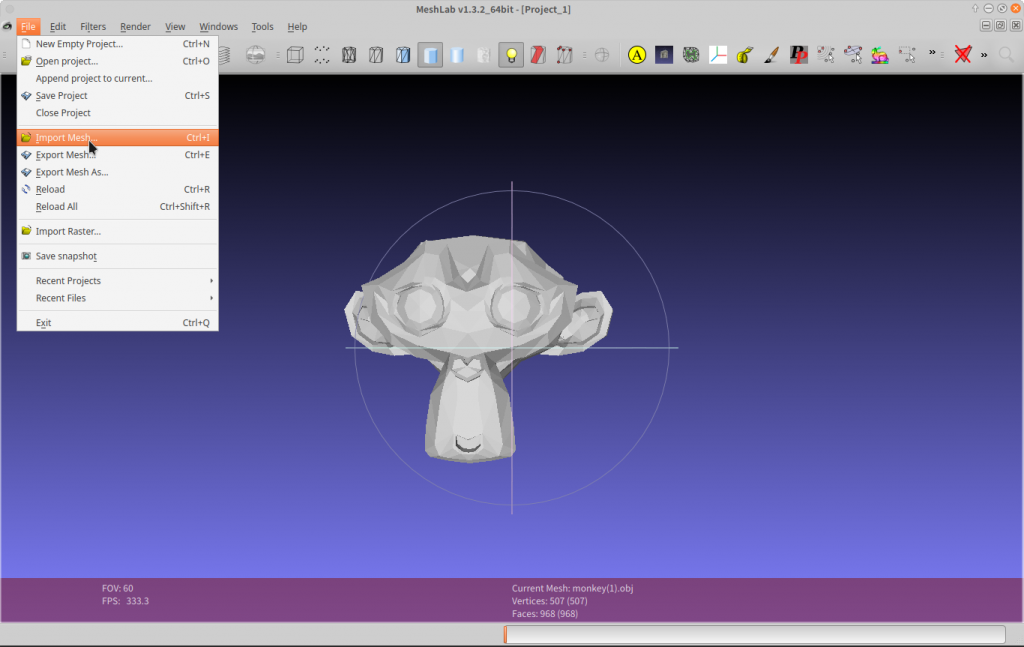 MeshLab v1.3.2_64bit - [Project_1]
File Edit Filters Render View Windows Tools Help
New Empty Project... Ctrl+N
Open project... Ctrl+O
Append project to current...
Save Project Ctrl+S
Close Project
Import Mesh... Ctrl+I
Export Mesh... Ctrl+E
Export Mesh As...
Reload Ctrl+R
Reload All Ctrl+Shift+R
Import Raster...
Save snapshot
Recent Projects
Recent Files
Exit Ctrl+Q
A
FOV: 60
FPS: 333.3
Current Mesh: monkey(1).obj
Vertices: 507 (507)
Faces: 968 (968)